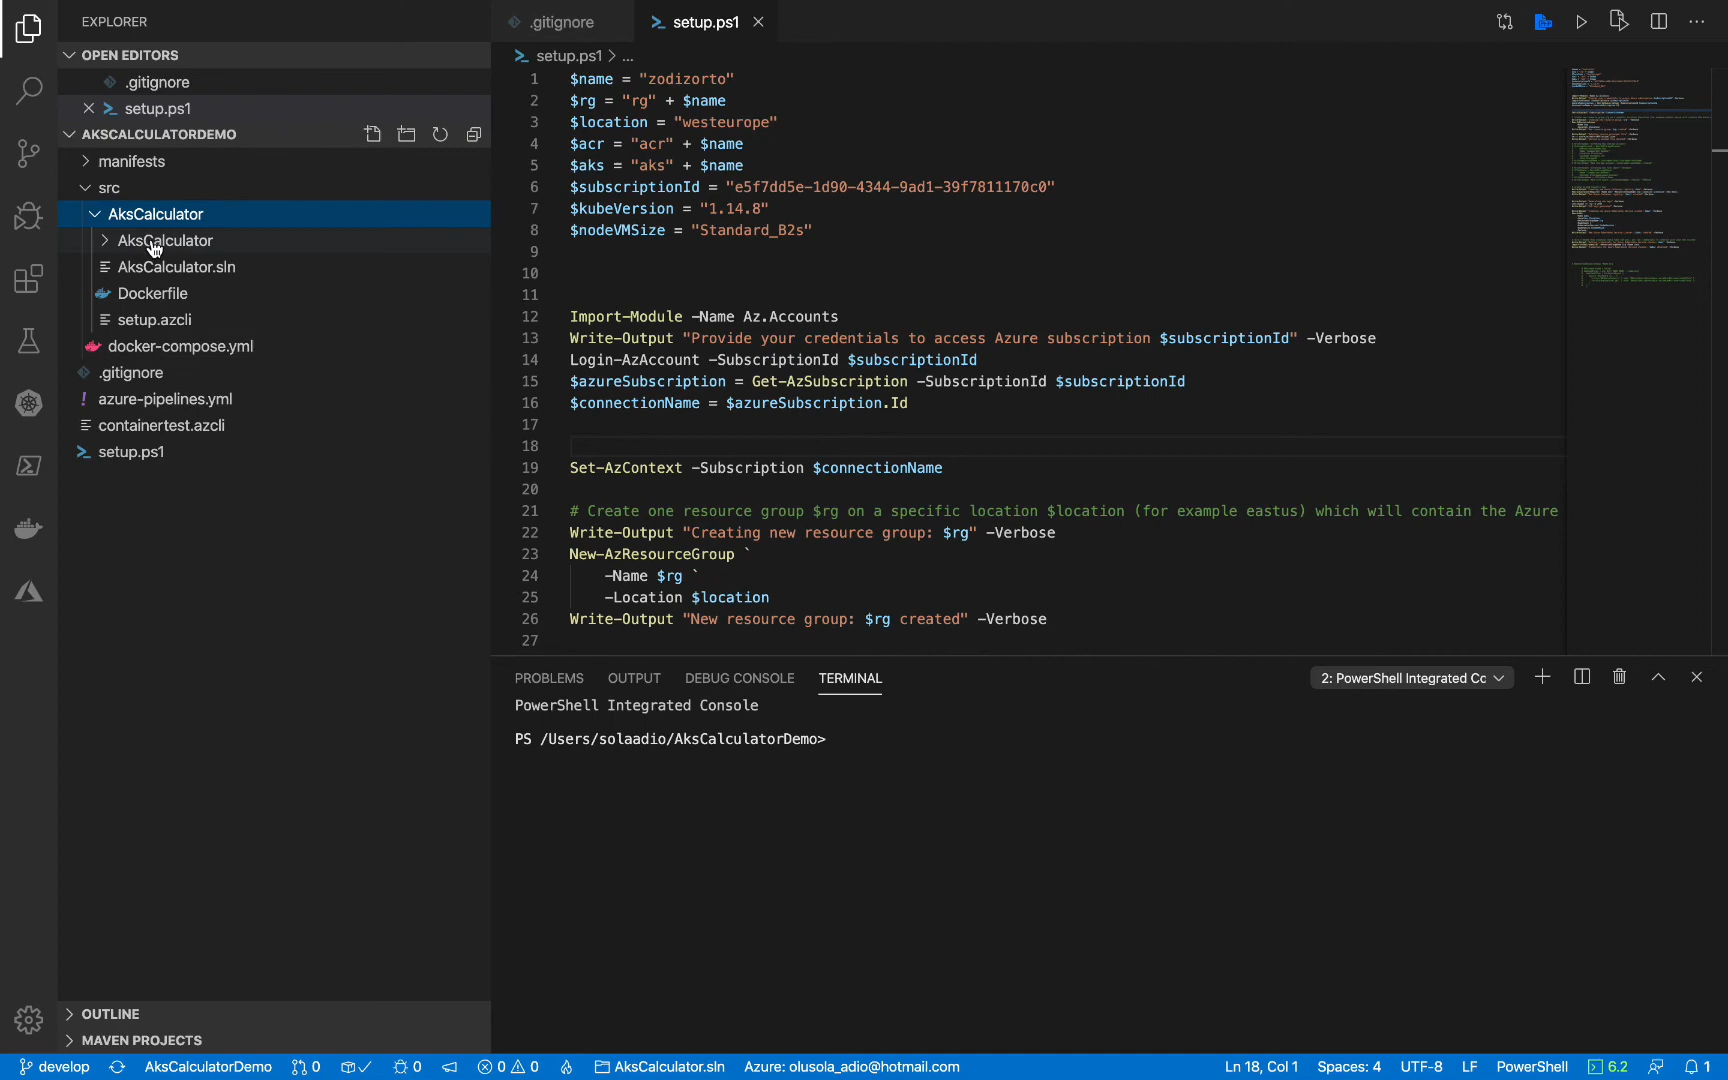 EXPLORER
OPEN EDITORS
.gitignore
setup.ps1
AKSCALCULATORDEMO
manifests
src
AksCalculator
AksCalculator
AksCalculator.sln
Dockerfile
setup.azcli
docker-compose.yml
.gitignore
azure-pipelines.yml
containertest.azcli
setup.ps1
OUTLINE
MAVEN PROJECTS
.gitignore
setup.ps1
setup.ps1 > ...
1 $name = "zodizorto"
2 $rg = "rg" + $name
3 $location = "westeurope"
4 $acr = "acr" + $name
5 $aks = "aks" + $name
6 $subscriptionId = "e5f7dd5e-1d90-4344-9ad1-39f7811170c0"
7 $kubeVersion = "1.14.8"
8 $nodeVMSize = "Standard_B2s"
9
10
11
12 Import-Module -Name Az.Accounts
13 Write-Output "Provide your credentials to access Azure subscription $subscriptionId" -Verbose
14 Login-AzAccount -SubscriptionId $subscriptionId
15 $azureSubscription = Get-AzSubscription -SubscriptionId $subscriptionId
16 $connectionName = $azureSubscription.Id
17
18
19 Set-AzContext -Subscription $connectionName
20
21 # Create one resource group $rg on a specific location $location (for example eastus) which will contain the Azure
22 Write-Output "Creating new resource group: $rg" -Verbose
23 New-AzResourceGroup `
24 -Name $rg `
25 -Location $location
26 Write-Output "New resource group: $rg created" -Verbose
27
PROBLEMS OUTPUT DEBUG CONSOLE TERMINAL 2: PowerShell Integrated Cc
PowerShell Integrated Console
PS /Users/solaadio/AksCalculatorDemo>
develop AksCalculatorDemo 0 0 0 0 AksCalculator.sln Azure: olusola_adio@hotmail.com Ln 18, Col 1 Spaces: 4 UTF-8 LF PowerShell 6.2 1